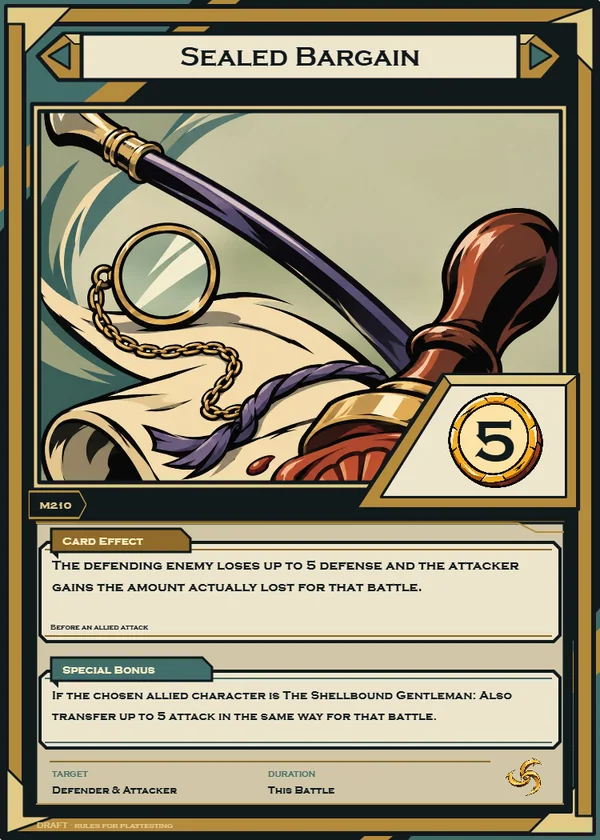 Sealed Bargain
5
M210
Card Effect
The defending enemy loses up to 5 defense and the attacker
gains the amount actually lost for that battle.
Before an allied attack
Special Bonus
If the chosen allied character is The Shellbound Gentleman: Also
transfer up to 5 attack in the same way for that battle.
Target
Duration
Defender & Attacker
This Battle
DRAFT Rules for playtesting